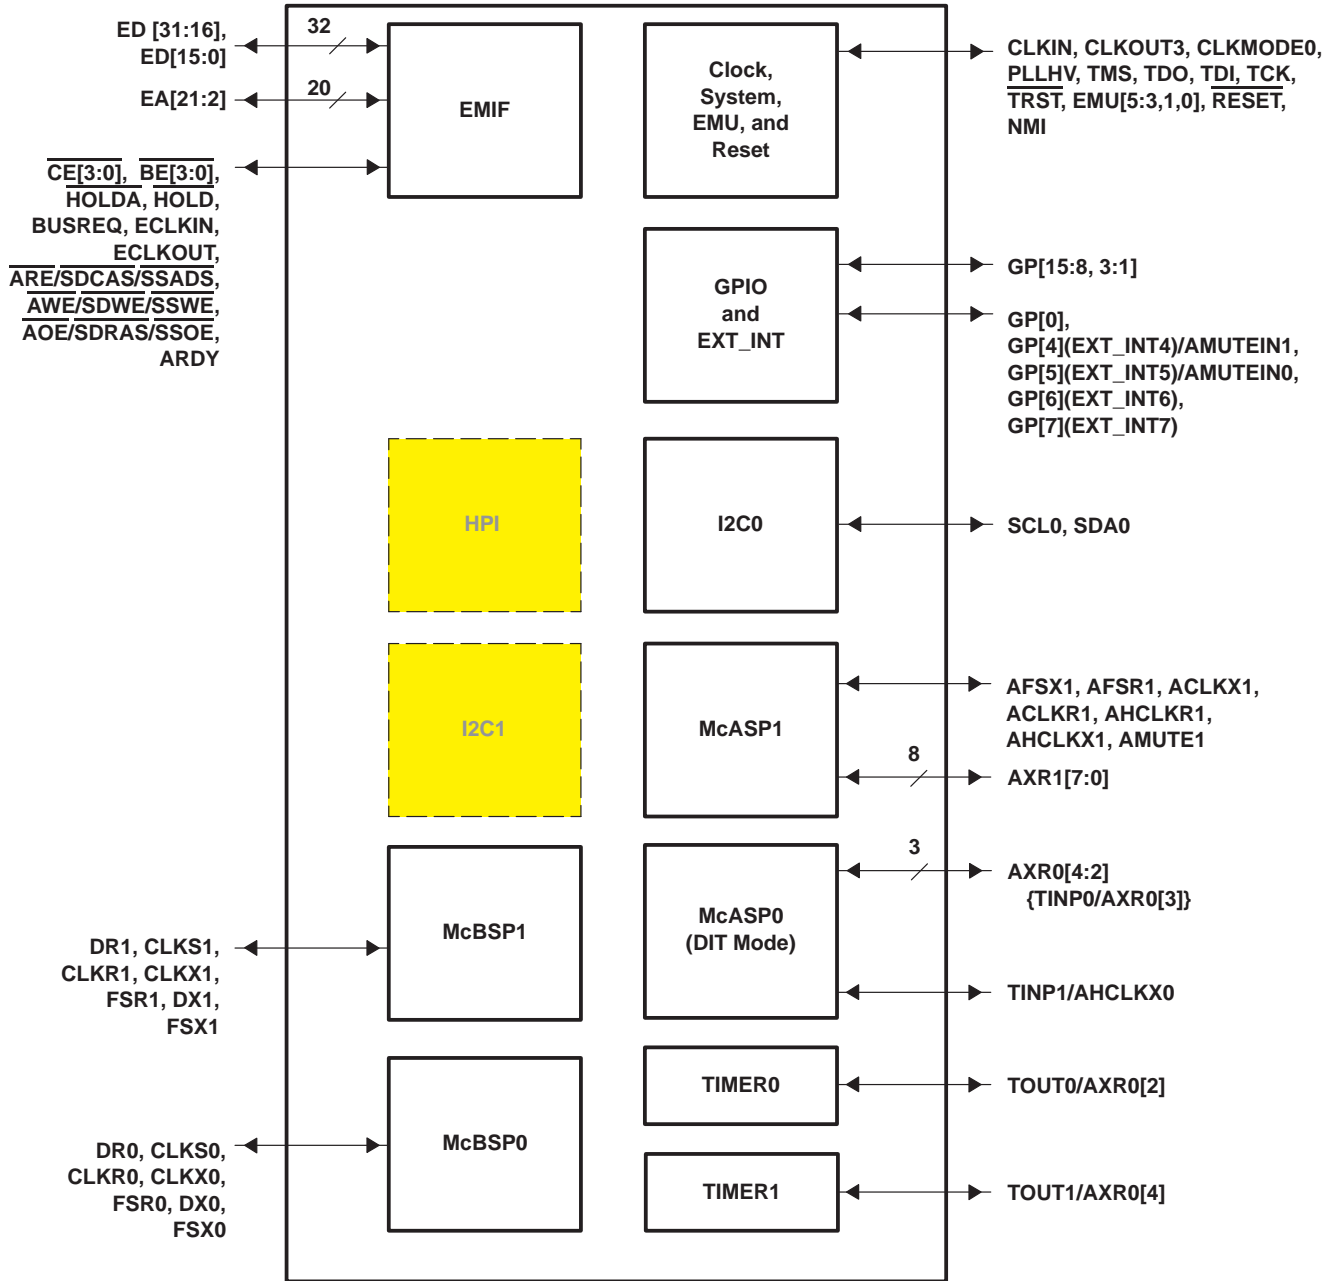 ED [31:16],
ED[15:0]
32
EA[21:2]
20
EMIF
CE[3:0], BE[3:0],
HOLDA, HOLD,
BUSREQ, ECLKIN,
ECLKOUT,
ARE/SDCAS/SSADS,
AWE/SDWE/SSWE,
AOE/SDRAS/SSOE,
ARDY
Clock,
System,
EMU, and
Reset
CLKIN, CLKOUT3, CLKMODE0,
PLLHV, TMS, TDO, TDI, TCK,
TRST, EMU[5:3,1,0], RESET,
NMI
GPIO
and
EXT_INT
GP[15:8, 3:1]
GP[0],
GP[4](EXT_INT4)/AMUTEIN1,
GP[5](EXT_INT5)/AMUTEIN0,
GP[6](EXT_INT6),
GP[7](EXT_INT7)
HPI
I2C0
SCL0, SDA0
I2C1
McASP1
AFSX1, AFSR1, ACLKX1,
ACLKR1, AHCLKR1,
AHCLKX1, AMUTE1
8
AXR1[7:0]
McBSP1
DR1, CLKS1,
CLKR1, CLKX1,
FSR1, DX1,
FSX1
McASP0
(DIT Mode)
3
AXR0[4:2]
{TINP0/AXR0[3]}
TINP1/AHCLKX0
McBSP0
DR0, CLKS0,
CLKR0, CLKX0,
FSR0, DX0,
FSX0
TIMER0
TOUT0/AXR0[2]
TIMER1
TOUT1/AXR0[4]